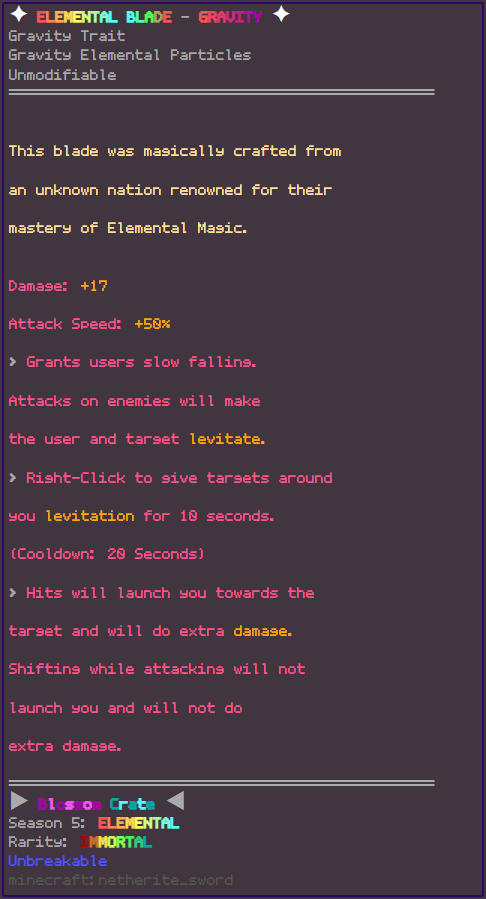 ✦ ELEMENTAL BLADE - GRAVITY ✦
Gravity Trait
Gravity Elemental Particles
Unmodifiable
This blade was magically crafted from
an unknown nation renowned for their
mastery of Elemental Magic.
Damage: +17
Attack Speed: +50%
> Grants users slow falling.
Attacks on enemies will make
the user and target levitate.
> Right-Click to give targets around
you levitation for 10 seconds.
(Cooldown: 20 Seconds)
> Hits will launch you towards the
target and will do extra damage.
Shifting while attacking will not
launch you and will not do
extra damage.
▶ Blossom Crate ◀
Season 5: ELEMENTAL
Rarity: IMMORTAL
Unbreakable
minecraft:netherite_sword